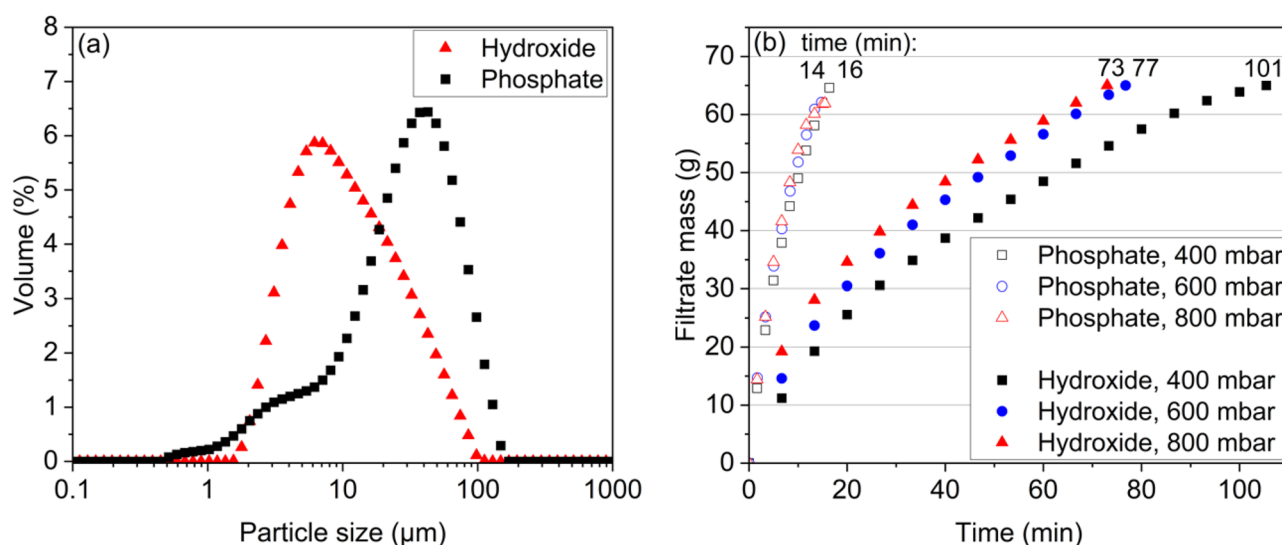 (a)
Hydroxide
Phosphate
8
7
6
5
4
3
2
1
0
Volume (%)
0.1 1 10 100 1000
Particle size (µm)
(b) time (min):
14 16 73 77 101
70
60
50
40
30
20
10
0
Filtrate mass (g)
Phosphate, 400 mbar
Phosphate, 600 mbar
Phosphate, 800 mbar
Hydroxide, 400 mbar
Hydroxide, 600 mbar
Hydroxide, 800 mbar
0 20 40 60 80 100
Time (min)